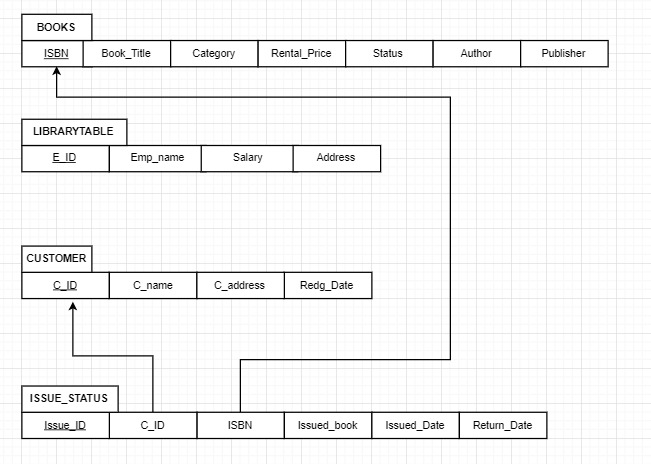 BOOKS
ISBN Book_Title Category Rental_Price Status Author Publisher
LIBRARYTABLE
E_ID Emp_name Salary Address
CUSTOMER
C_ID C_name C_address Redg_Date
ISSUE_STATUS
Issue_ID C_ID ISBN Issued_book Issued_Date Return_Date